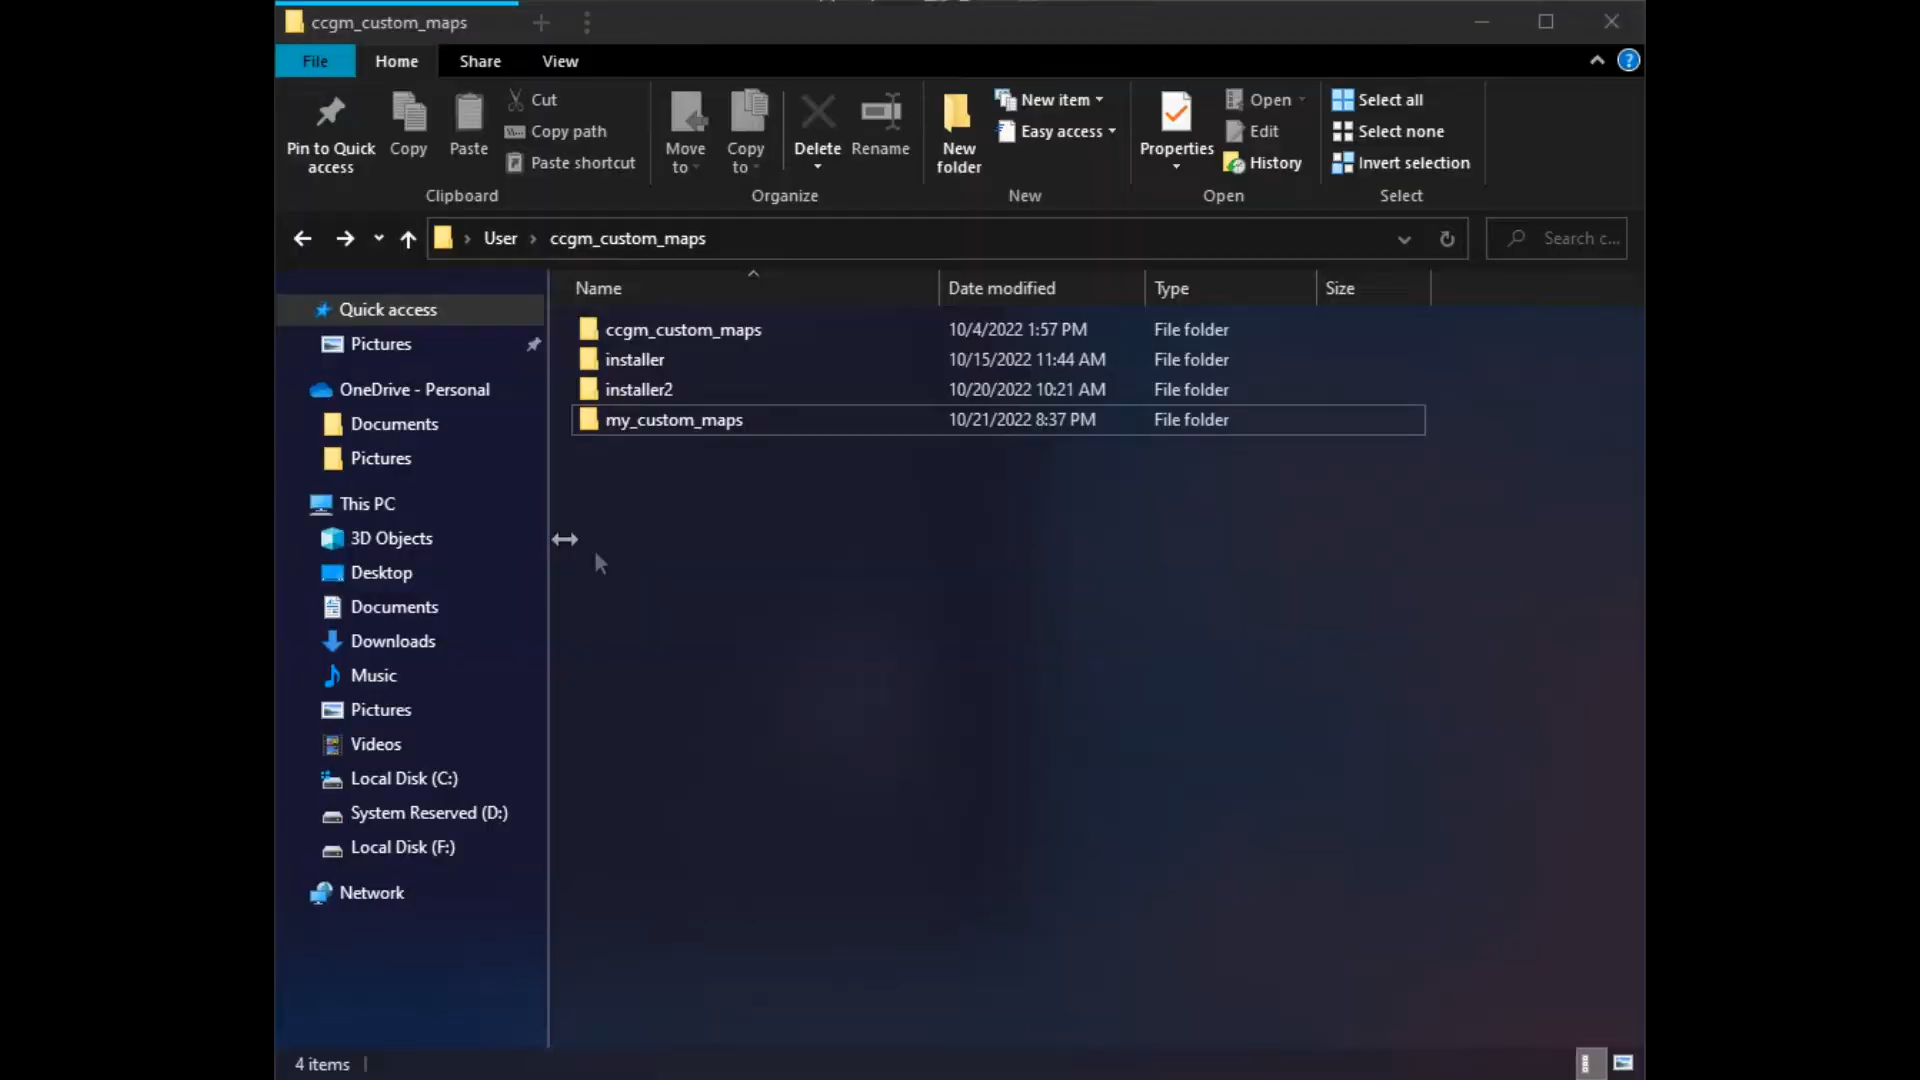 ccgm_custom_maps
File
Home
Share
View
Pin to Quick access
Copy
Paste
Cut
Copy path
Paste shortcut
Clipboard
Move to
Copy to
Delete
Rename
Organize
New folder
New item
Easy access
New
Properties
Open
Edit
History
Open
Select all
Select none
Invert selection
Select
User › ccgm_custom_maps
Search c...
Name Date modified Type Size
ccgm_custom_maps 10/4/2022 1:57 PM File folder
installer 10/15/2022 11:44 AM File folder
installer2 10/20/2022 10:21 AM File folder
my_custom_maps 10/21/2022 8:37 PM File folder
Quick access
Pictures
OneDrive - Personal
Documents
Pictures
This PC
3D Objects
Desktop
Documents
Downloads
Music
Pictures
Videos
Local Disk (C:)
System Reserved (D:)
Local Disk (F:)
Network
4 items